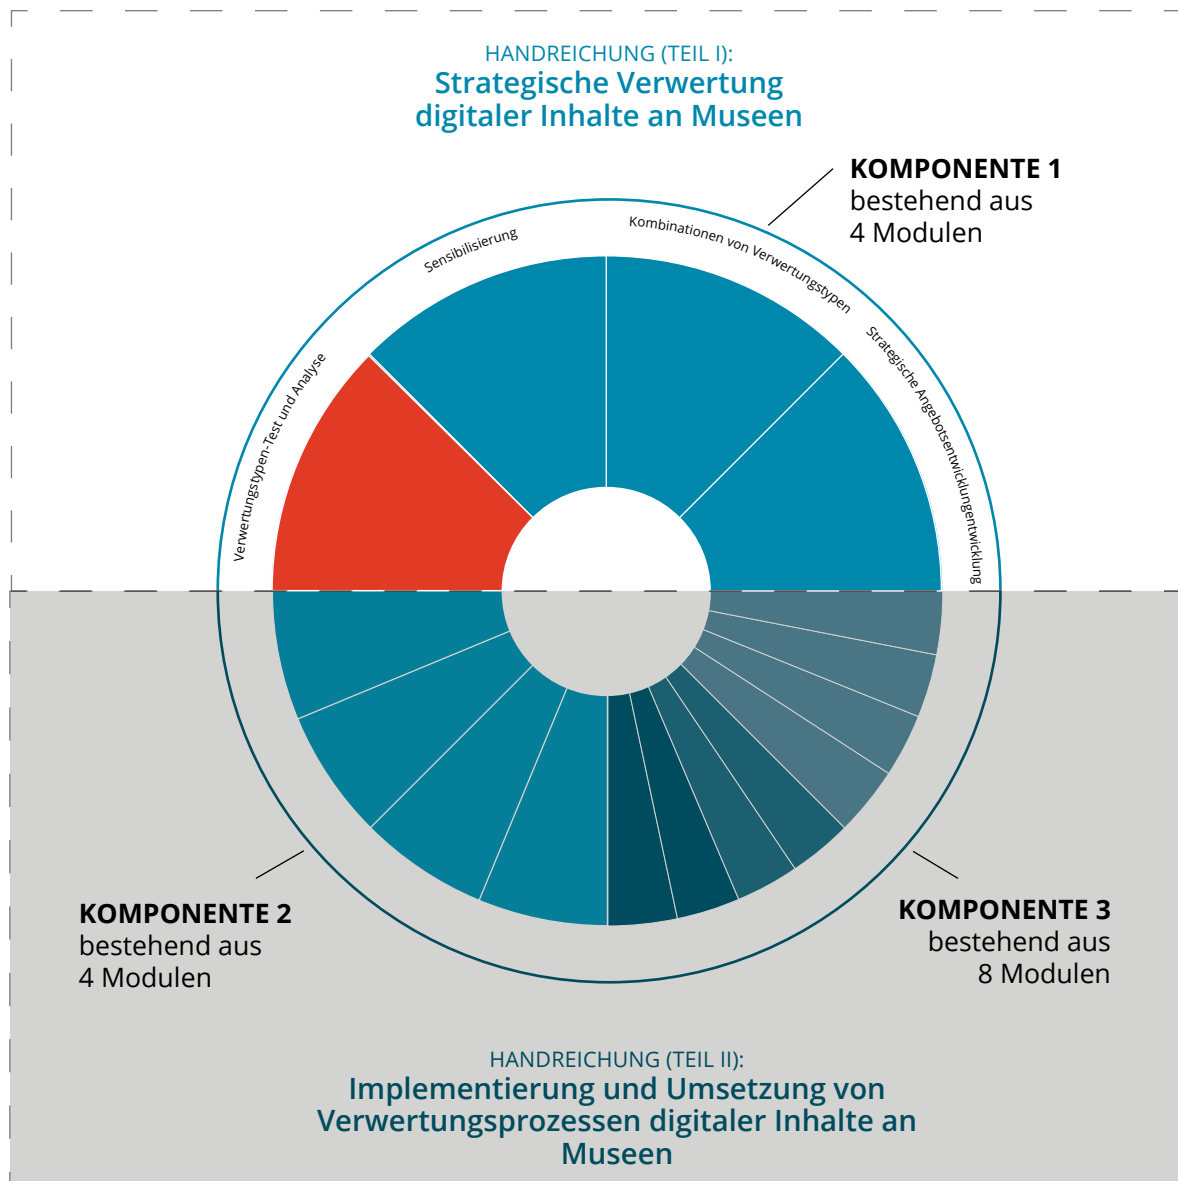 HANDREICHUNG (TEIL I):
Strategische Verwertung
digitaler Inhalte an Museen
KOMPONENTE 1
bestehend aus
4 Modulen
Verwertungstypen-Test und Analyse
Sensibilisierung
Kombinationen von Verwertungstypen
Strategische Angebotsentwicklungentwicklung
KOMPONENTE 2
bestehend aus
4 Modulen
KOMPONENTE 3
bestehend aus
8 Modulen
HANDREICHUNG (TEIL II):
Implementierung und Umsetzung von
Verwertungsprozessen digitaler Inhalte an
Museen